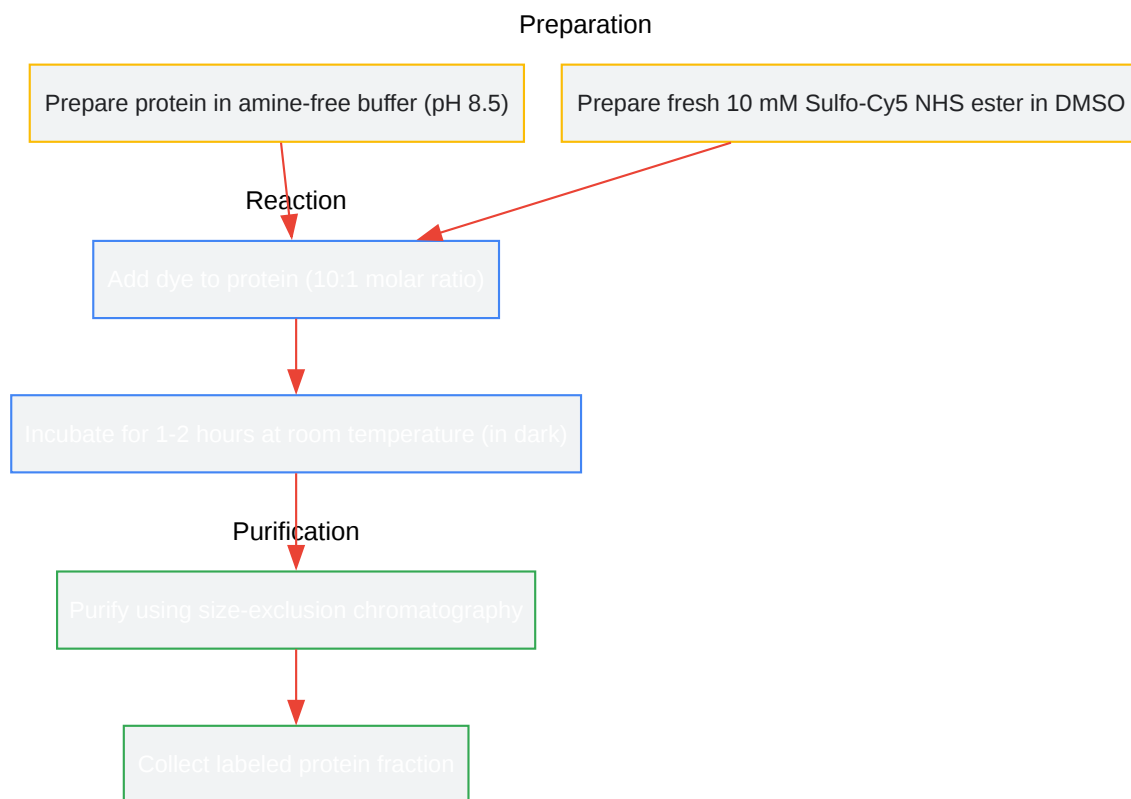 Preparation
Prepare protein in amine-free buffer (pH 8.5)
Prepare fresh 10 mM Sulfo-Cy5 NHS ester in DMSO
Reaction
Add dye to protein (10:1 molar ratio)
Incubate for 1-2 hours at room temperature (in dark)
Purification
Purify using size-exclusion chromatography
Collect labeled protein fraction